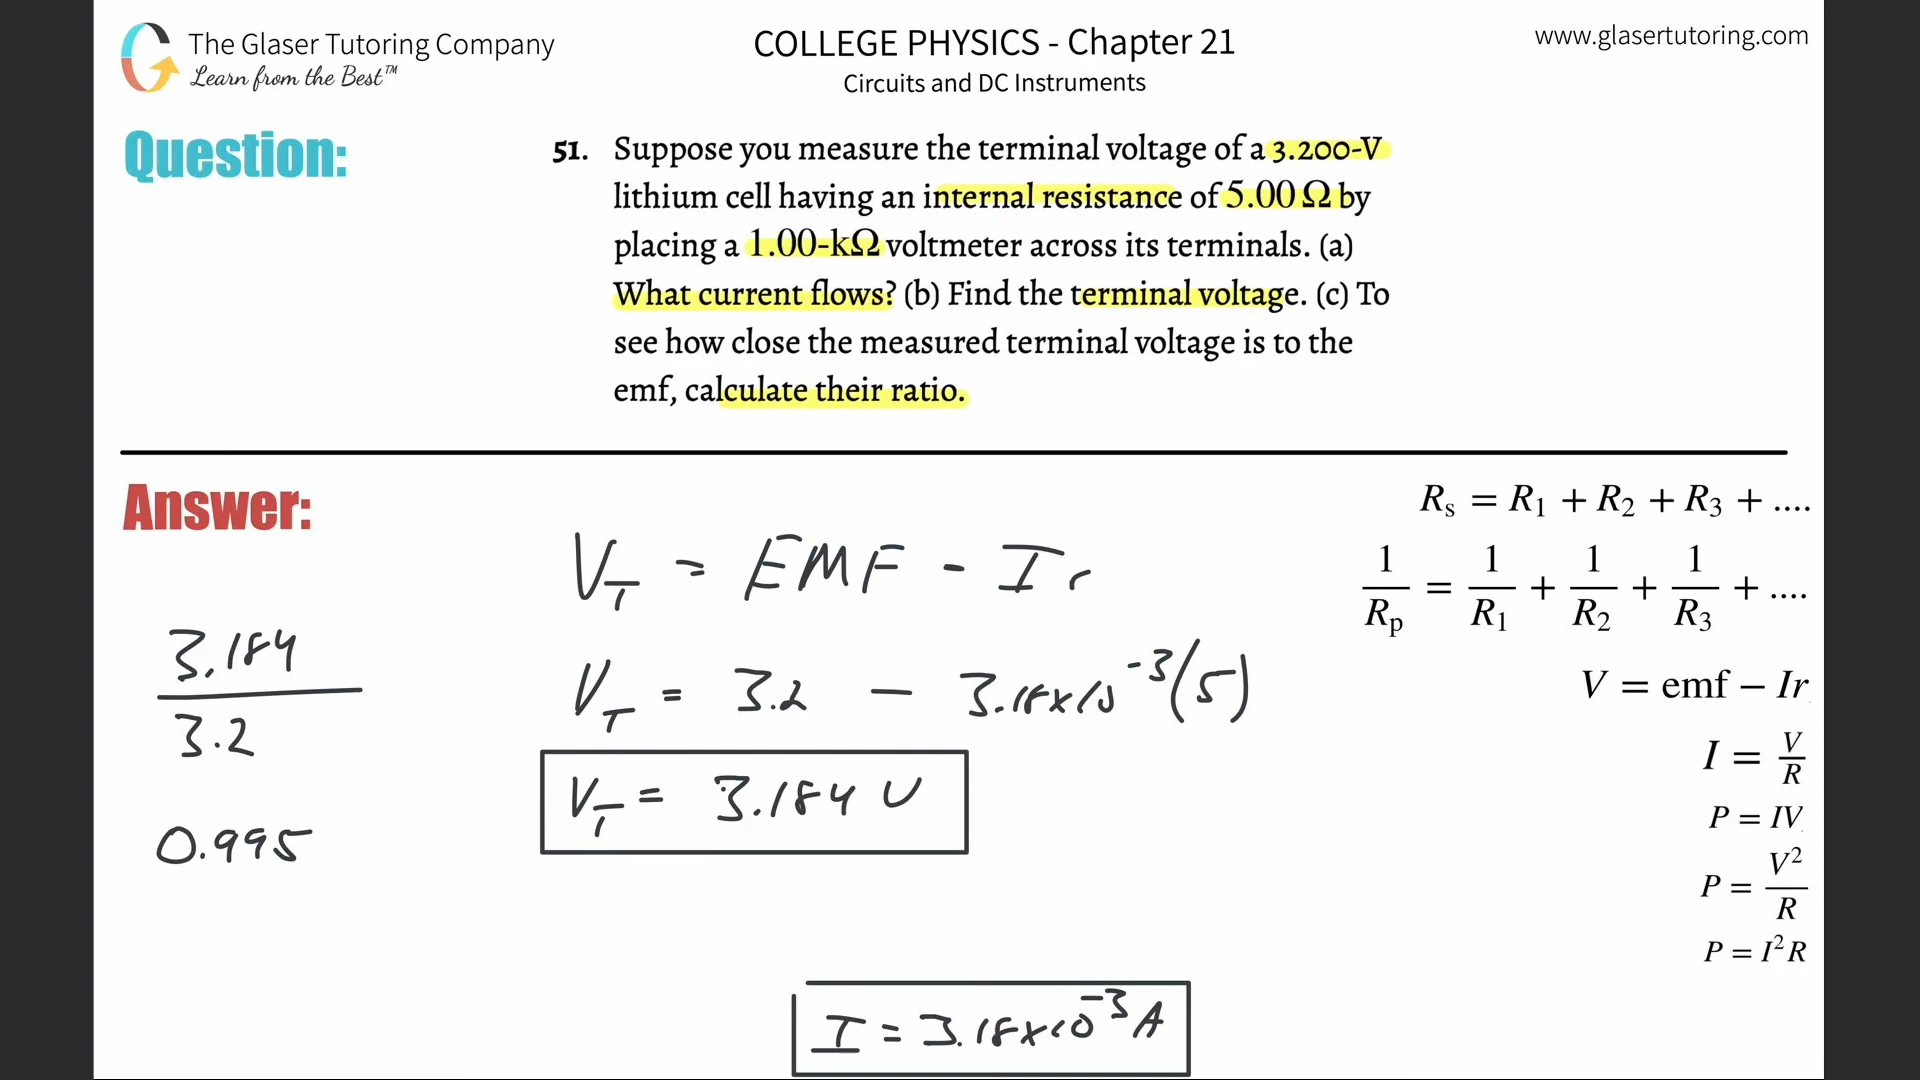 The Glaser Tutoring Company
Learn from the Best™
COLLEGE PHYSICS - Chapter 21
Circuits and DC Instruments
www.glasertutoring.com
Question:
51. Suppose you measure the terminal voltage of a 3.200-V
lithium cell having an internal resistance of 5.00 Ω by
placing a 1.00-kΩ voltmeter across its terminals. (a)
What current flows? (b) Find the terminal voltage. (c) To
see how close the measured terminal voltage is to the
emf, calculate their ratio.
Answer:
3.184
3.2
0.995
V_T = EMF - Ir
V_T = 3.2 - 3.18x10^-3(5)
V_T = 3.184 V
I = 3.18x10^-3 A
R_s = R_1 + R_2 + R_3 + ....
1/R_p = 1/R_1 + 1/R_2 + 1/R_3 + ....
V = emf − Ir
I = V/R
P = IV
P = V²/R
P = I²R